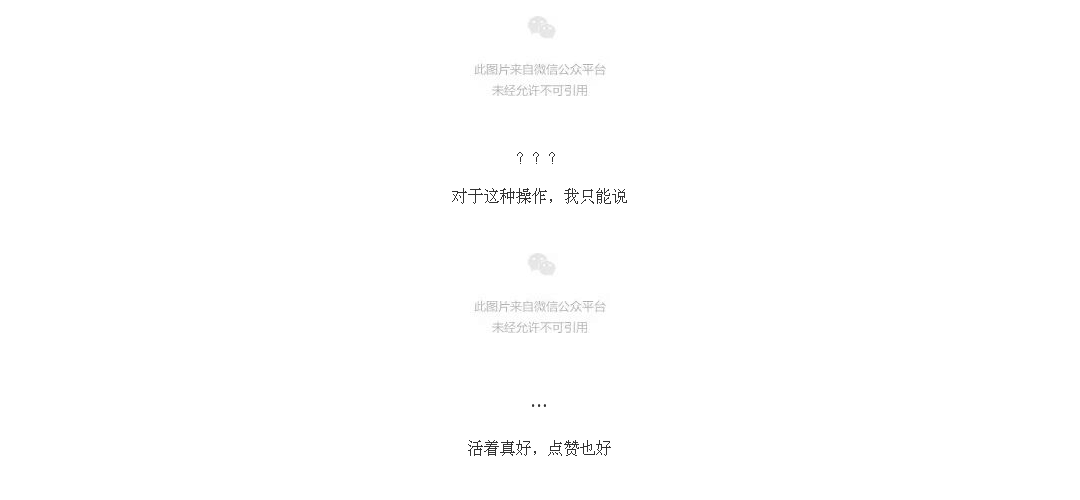 此图片来自微信公众平台
未经允许不可引用
？？？
对于这种操作，我只能说
此图片来自微信公众平台
未经允许不可引用
...
活着真好，点赞也好